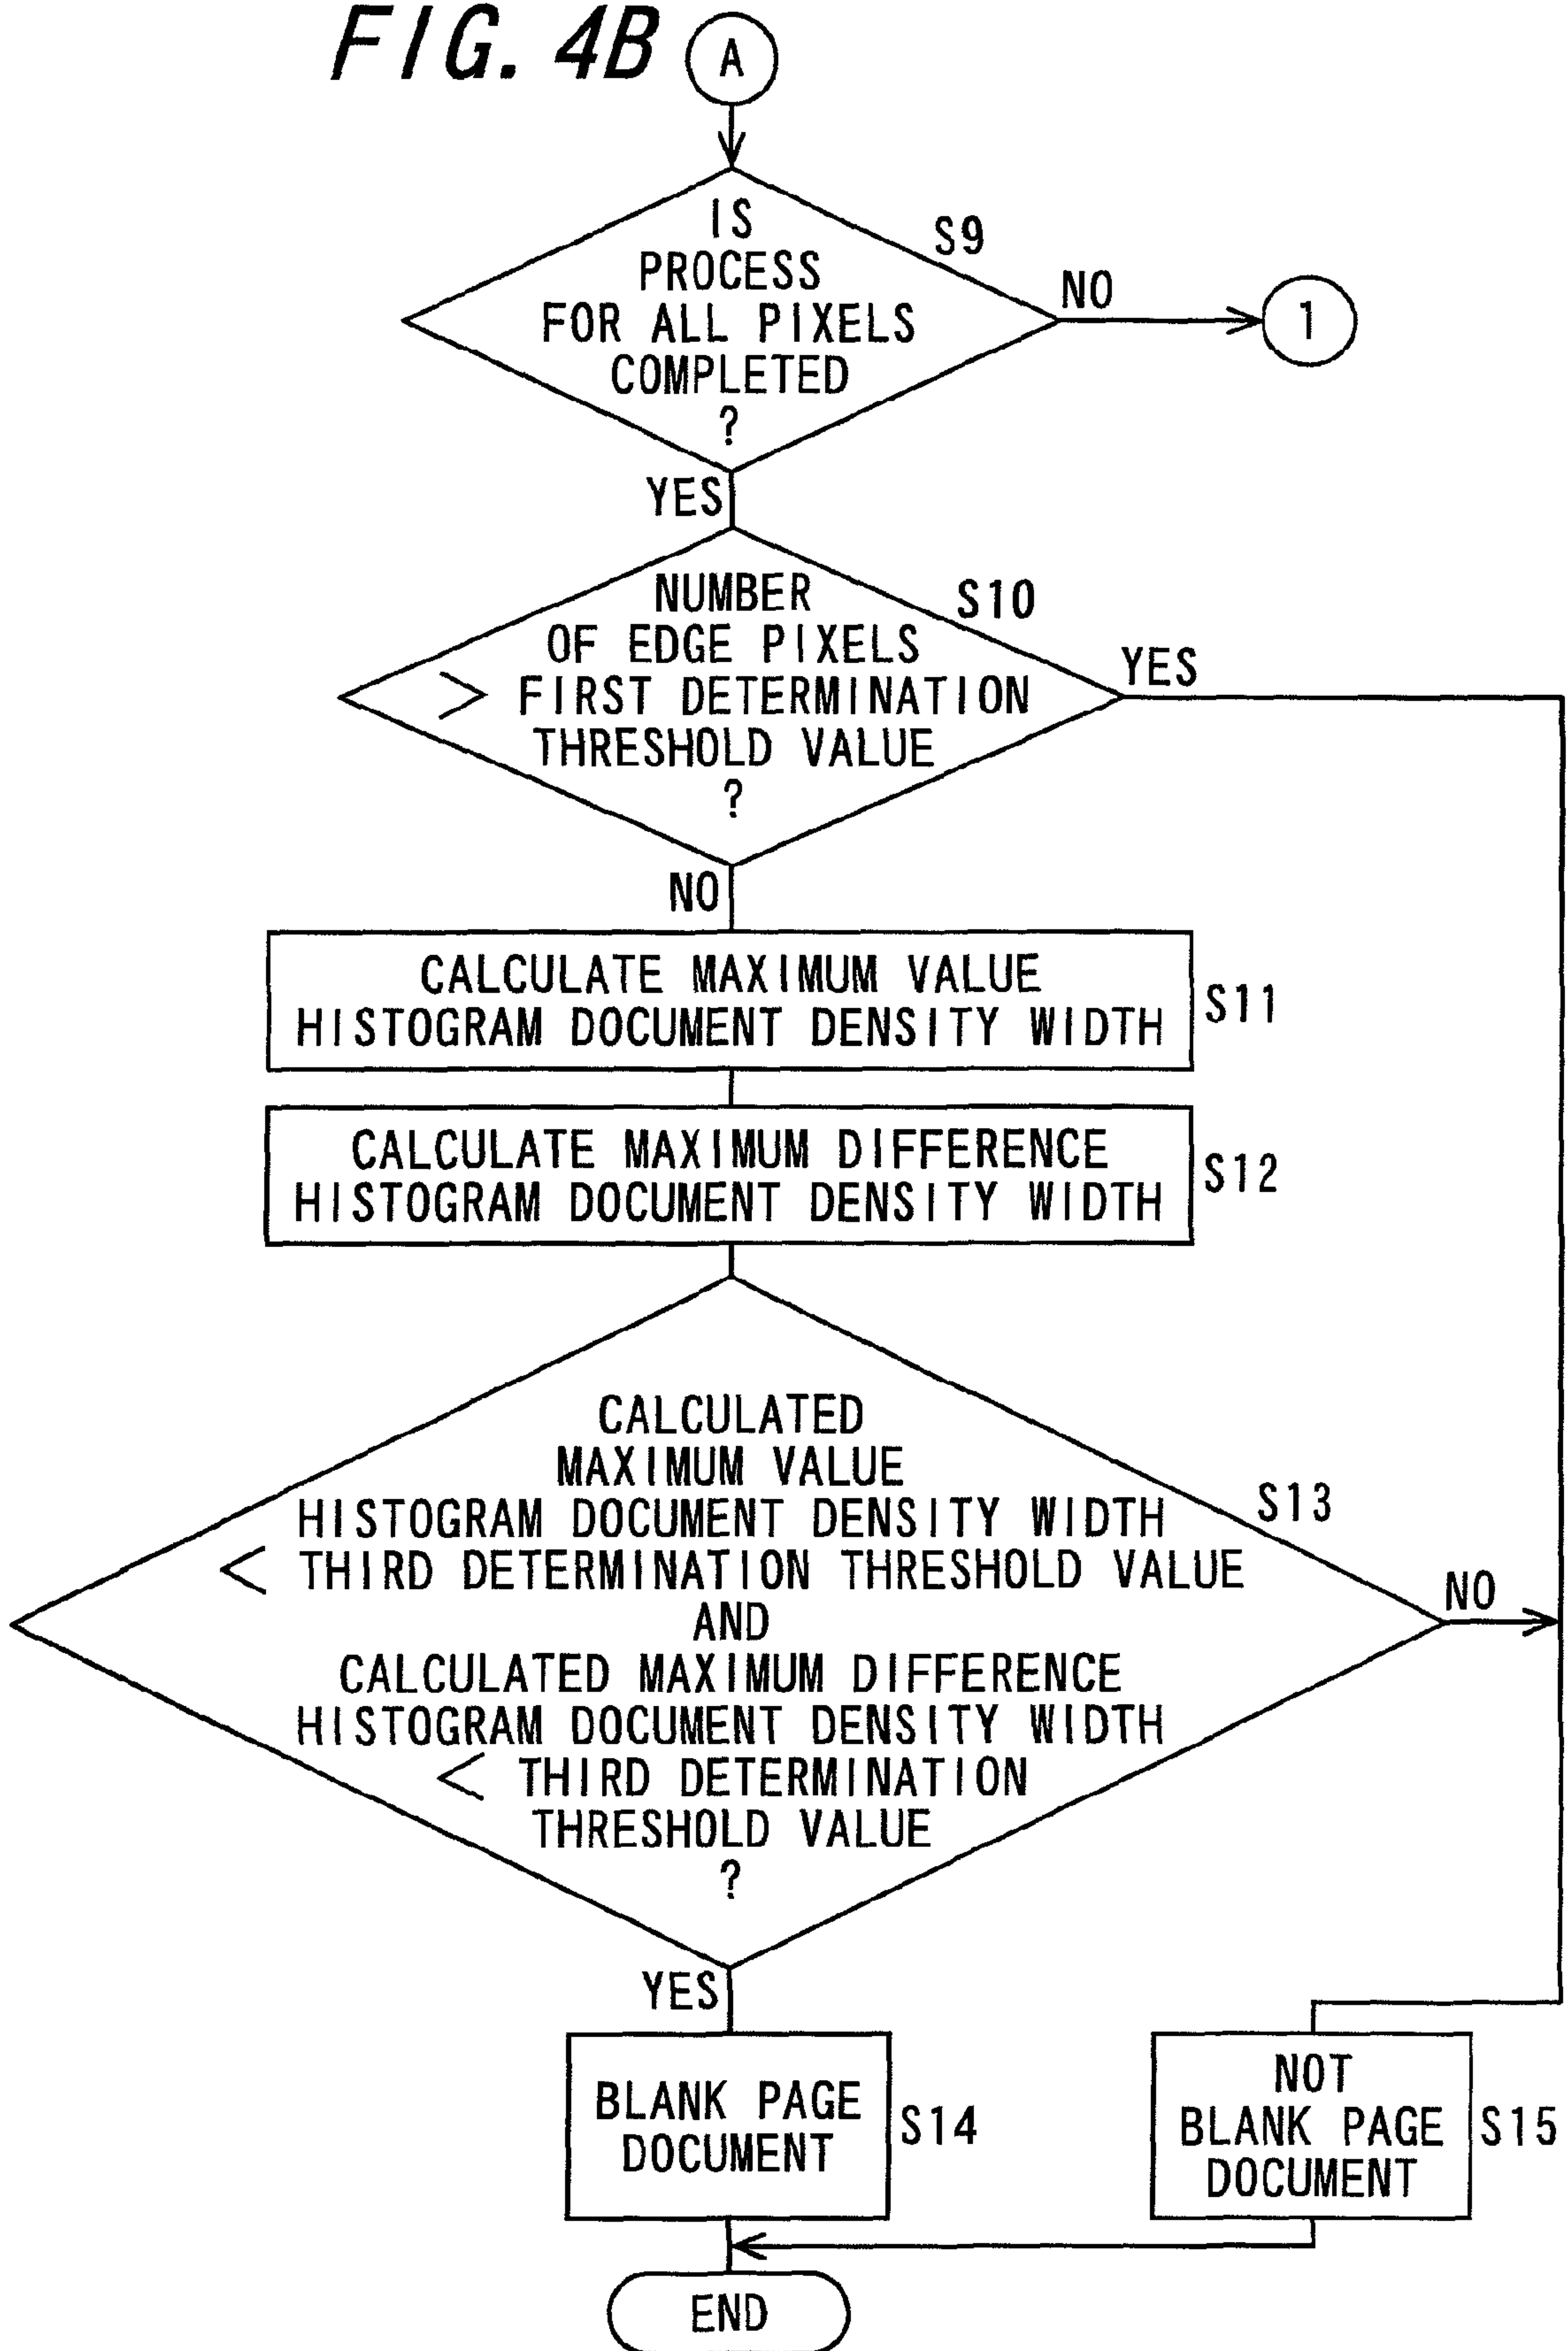 FIG. 4B
A
IS
PROCESS
FOR ALL PIXELS
COMPLETED
?
S9
NO
1
YES
NUMBER
OF EDGE PIXELS
> FIRST DETERMINATION
THRESHOLD VALUE
?
S10
YES
NO
CALCULATE MAXIMUM VALUE
HISTOGRAM DOCUMENT DENSITY WIDTH
S11
CALCULATE MAXIMUM DIFFERENCE
HISTOGRAM DOCUMENT DENSITY WIDTH
S12
CALCULATED
MAXIMUM VALUE
HISTOGRAM DOCUMENT DENSITY WIDTH
< THIRD DETERMINATION THRESHOLD VALUE
AND
CALCULATED MAXIMUM DIFFERENCE
HISTOGRAM DOCUMENT DENSITY WIDTH
< THIRD DETERMINATION
THRESHOLD VALUE
?
S13
NO
YES
BLANK PAGE
DOCUMENT
S14
NOT
BLANK PAGE
DOCUMENT
S15
END